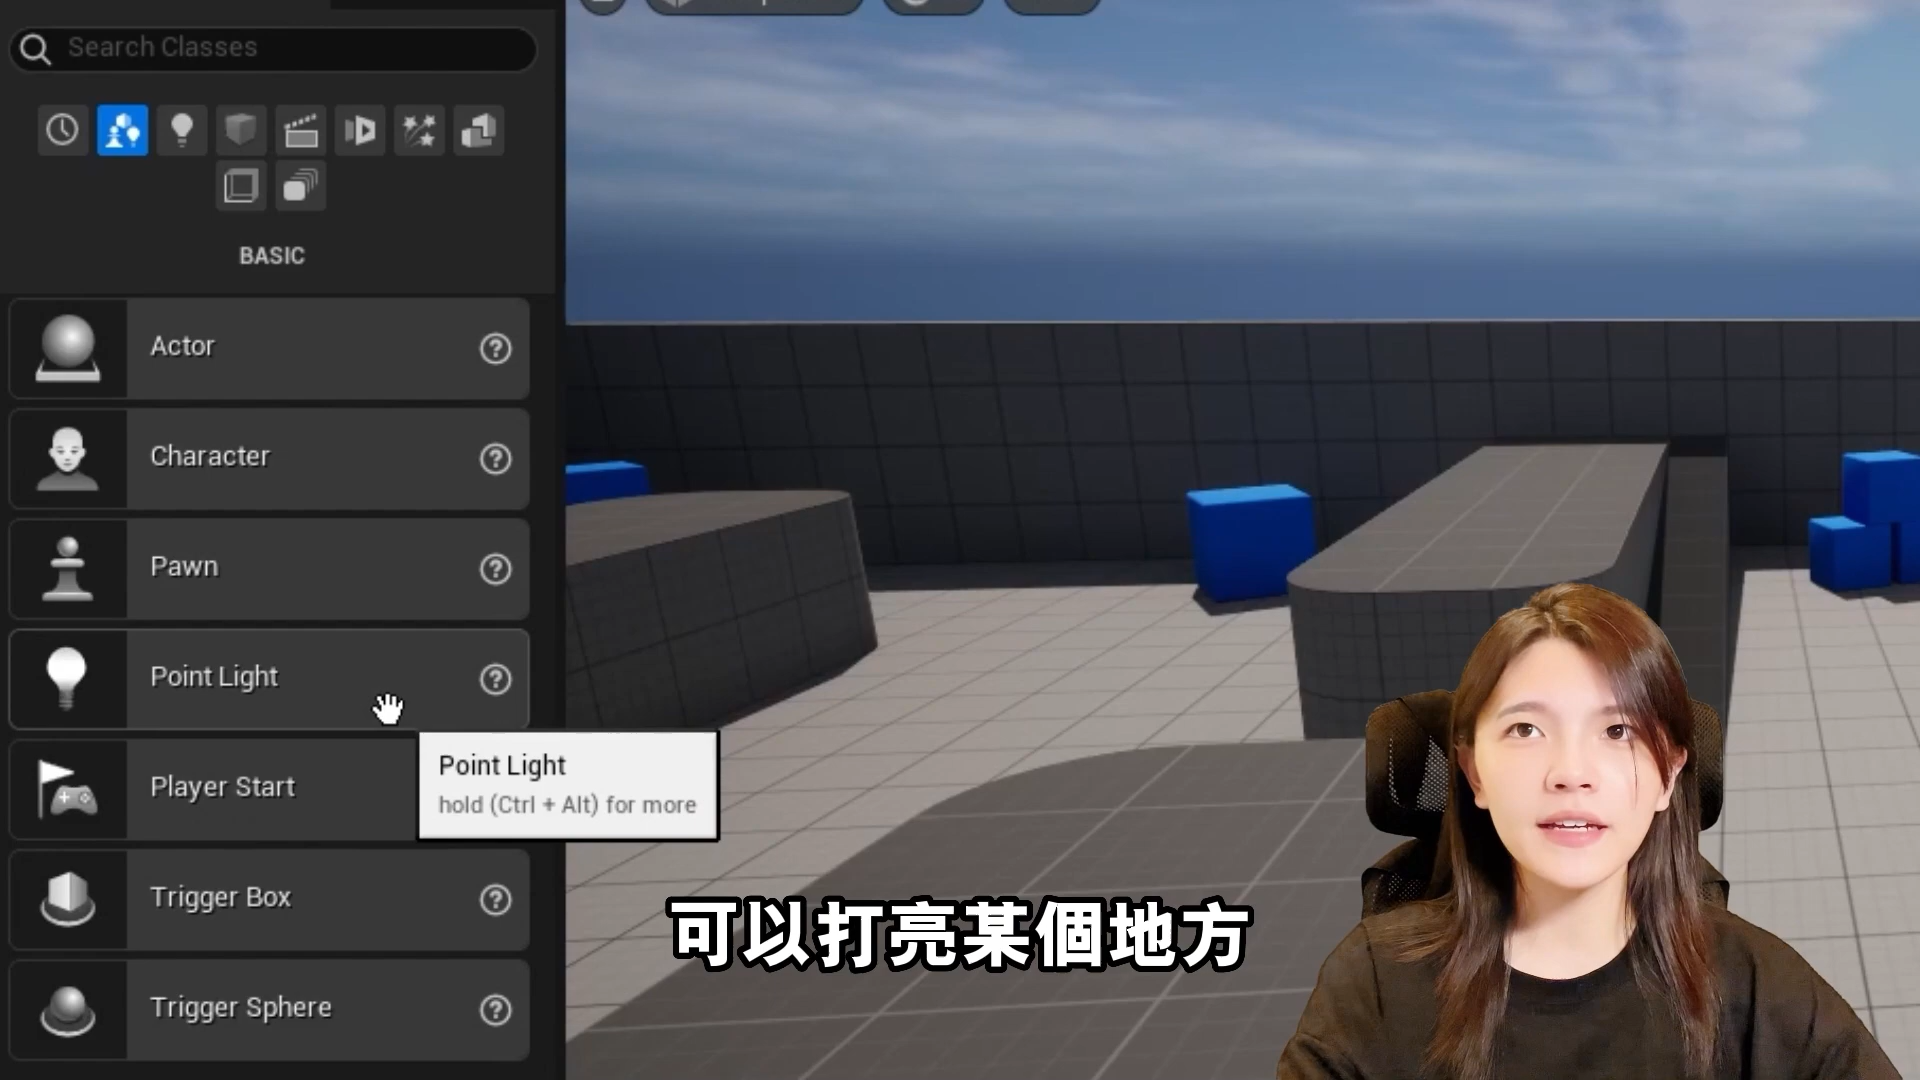 Search Classes
BASIC
Actor
Character
Pawn
Point Light
Player Start
Point Light
hold (Ctrl + Alt) for more
Trigger Box
Trigger Sphere
可以打亮某個地方